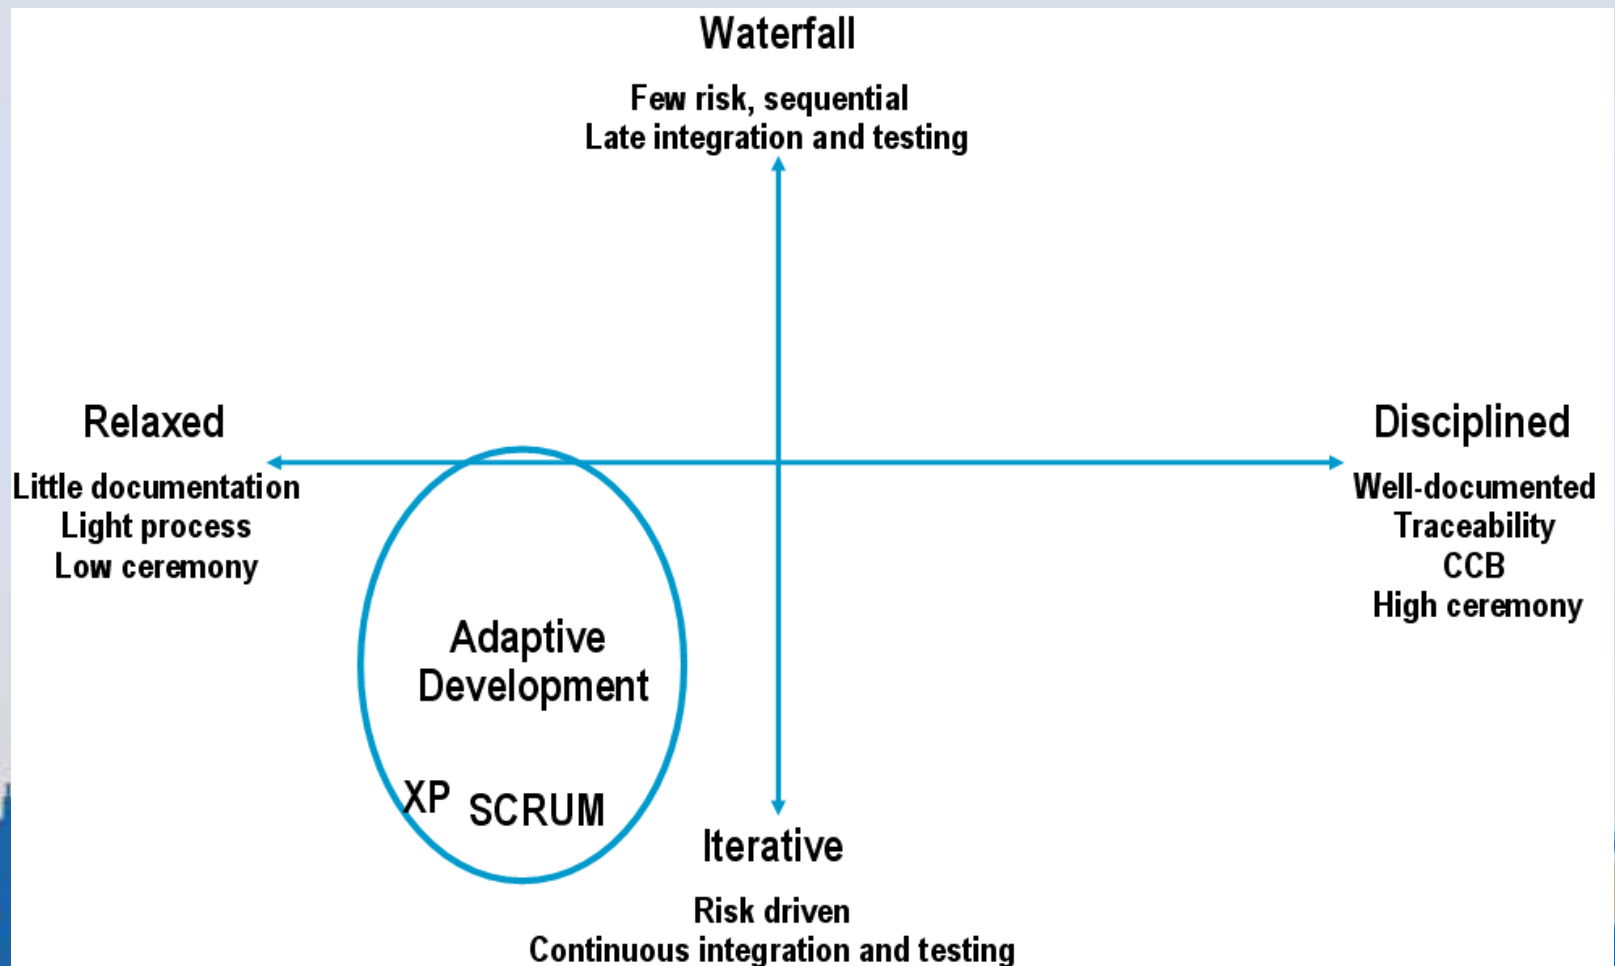 Waterfall
Few risk, sequential
Late integration and testing
Relaxed
Little documentation
Light process
Low ceremony
Disciplined
Well-documented
Traceability
CCB
High ceremony
Adaptive
Development
XP SCRUM
Iterative
Risk driven
Continuous integration and testing